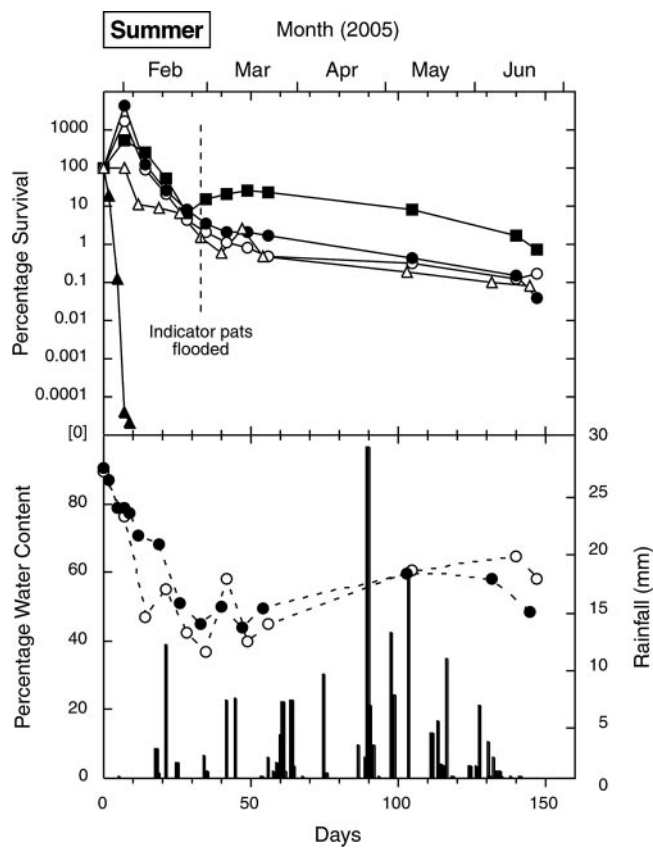 Summer
Month (2005)
Feb Mar Apr May Jun
1000
100
10
1
0.1
0.01
0.001
0.0001
[0]
Percentage Survival
Indicator pats
flooded
80
60
40
20
0
Percentage Water Content
30
25
20
15
10
5
0
Rainfall (mm)
0 50 100 150
Days